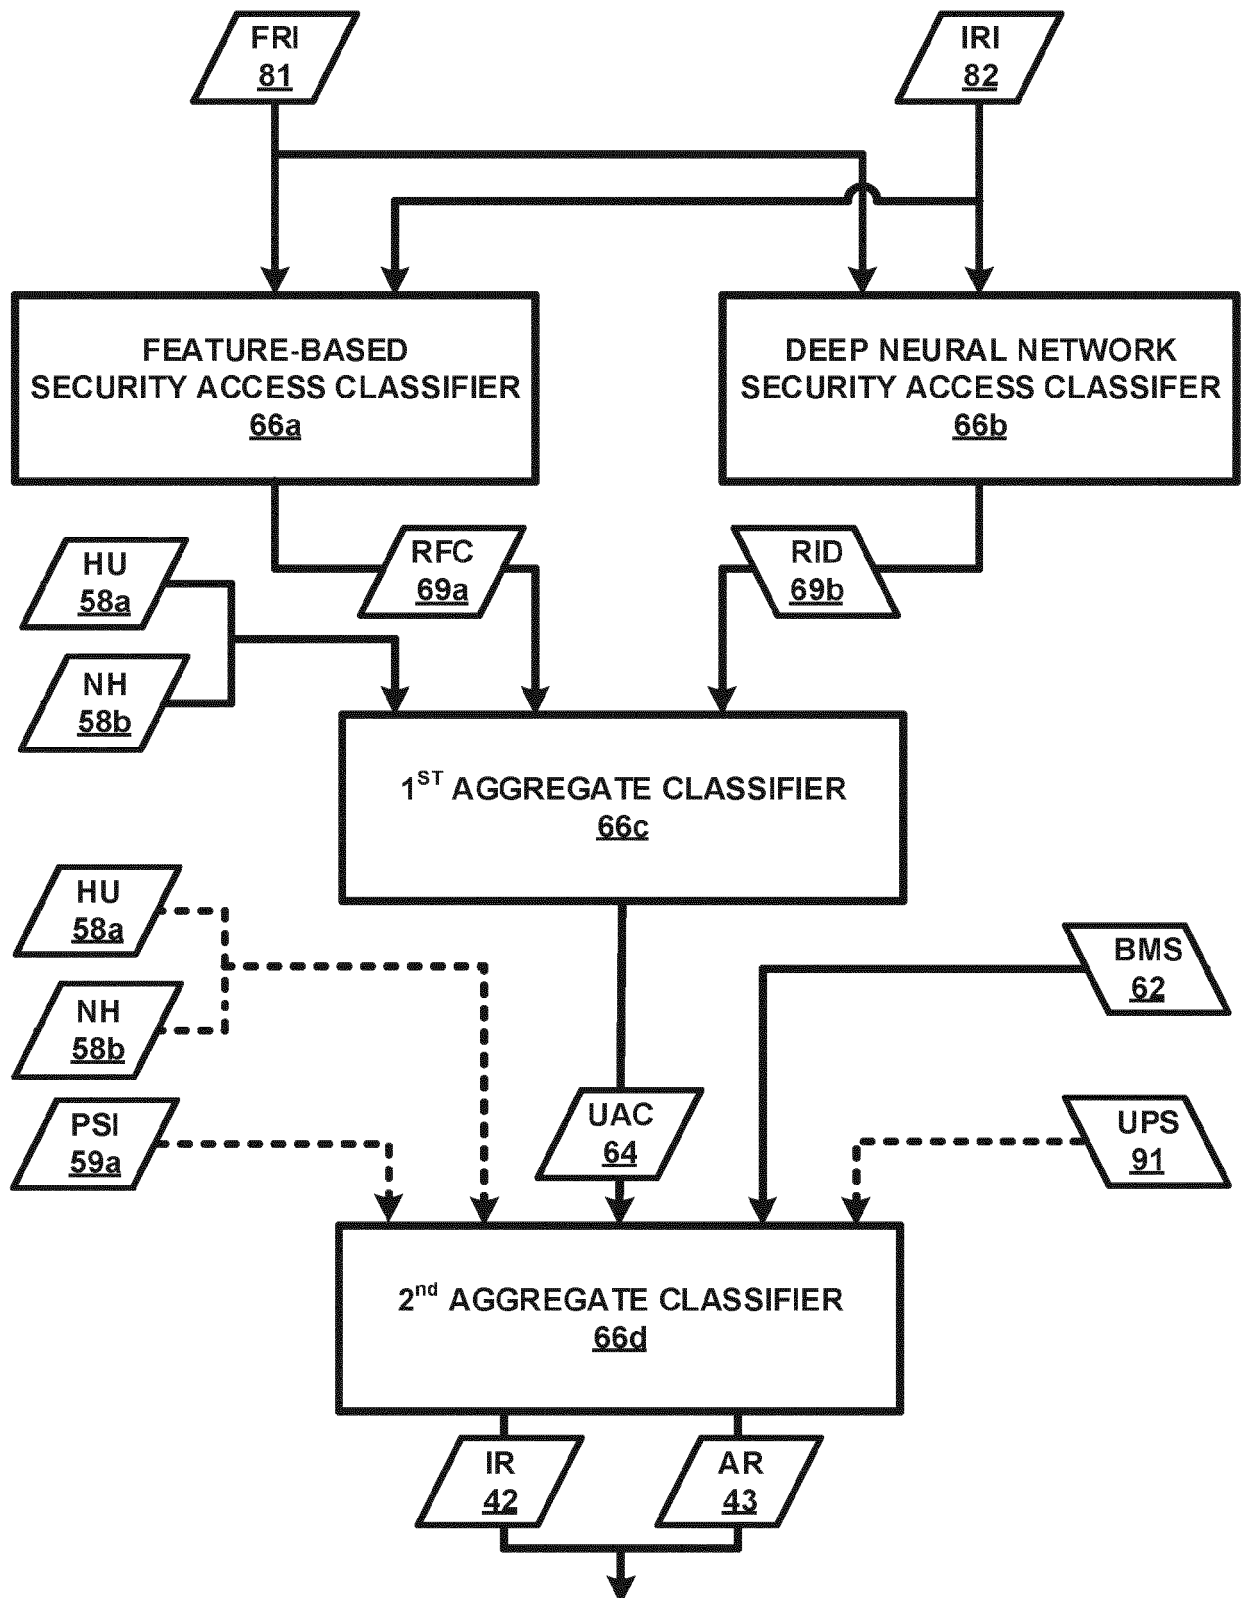 FRI
81
IRI
82
FEATURE-BASED
SECURITY ACCESS CLASSIFIER
66a
DEEP NEURAL NETWORK
SECURITY ACCESS CLASSIFER
66b
HU
58a
RFC
69a
RID
69b
NH
58b
1ST AGGREGATE CLASSIFIER
66c
HU
58a
BMS
62
NH
58b
PSI
59a
UAC
64
UPS
91
2nd AGGREGATE CLASSIFIER
66d
IR
42
AR
43